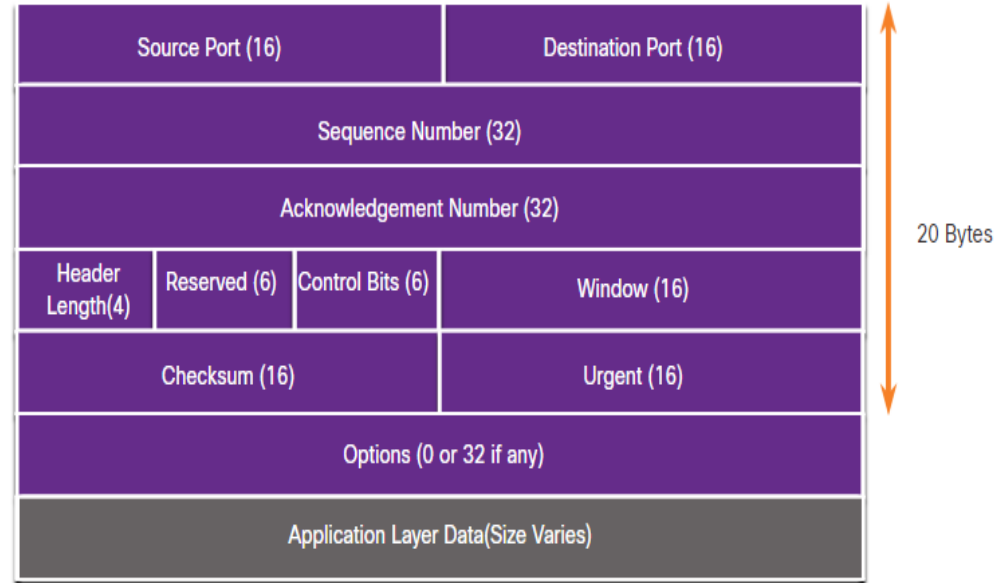 Source Port (16)
Destination Port (16)
Sequence Number (32)
Acknowledgement Number (32)
20 Bytes
Header
Length(4)
Reserved (6)
Control Bits (6)
Window (16)
Checksum (16)
Urgent (16)
Options (0 or 32 if any)
Application Layer Data(Size Varies)